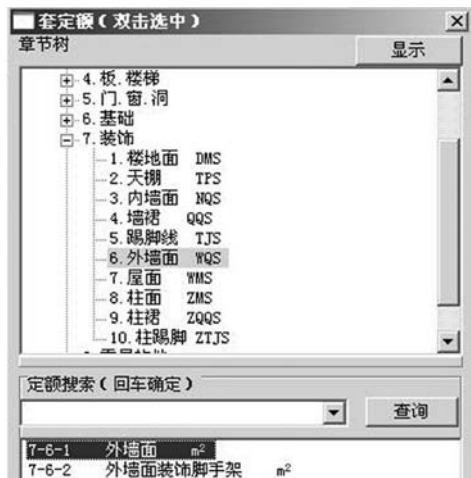 套定额(双击选中)
章节树
显示
4.板.楼梯
5.门.窗.洞
6.基础
7.装饰
1.楼地面 DMS
2.天棚 TPS
3.内墙面 NQS
4.墙裙 QQS
5.踢脚线 TJS
6.外墙面 WQS
7.屋面 WMS
8.柱面 ZMS
9.柱裙 ZQQS
10.柱踢脚 ZTJS
定额搜索(回车确定)
查询
7-6-1 外墙面 m²
7-6-2 外墙面装饰脚手架 m²